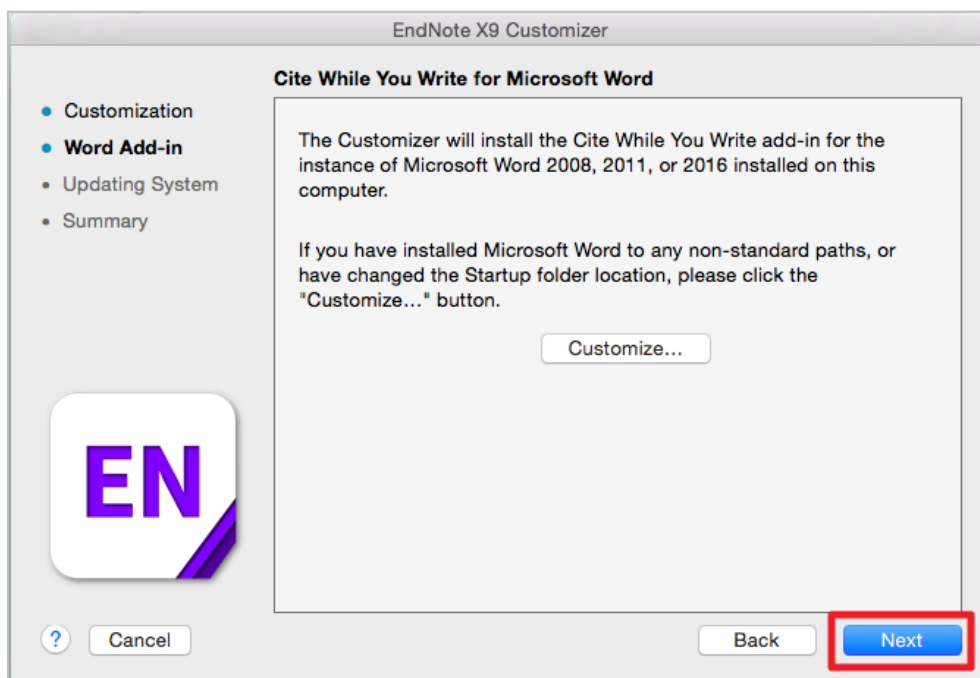 EndNote X9 Customizer
Cite While You Write for Microsoft Word
Customization
Word Add-in
Updating System
Summary
The Customizer will install the Cite While You Write add-in for the
instance of Microsoft Word 2008, 2011, or 2016 installed on this
computer.
If you have installed Microsoft Word to any non-standard paths, or
have changed the Startup folder location, please click the
"Customize..." button.
Customize...
EN
?
Cancel
Back
Next